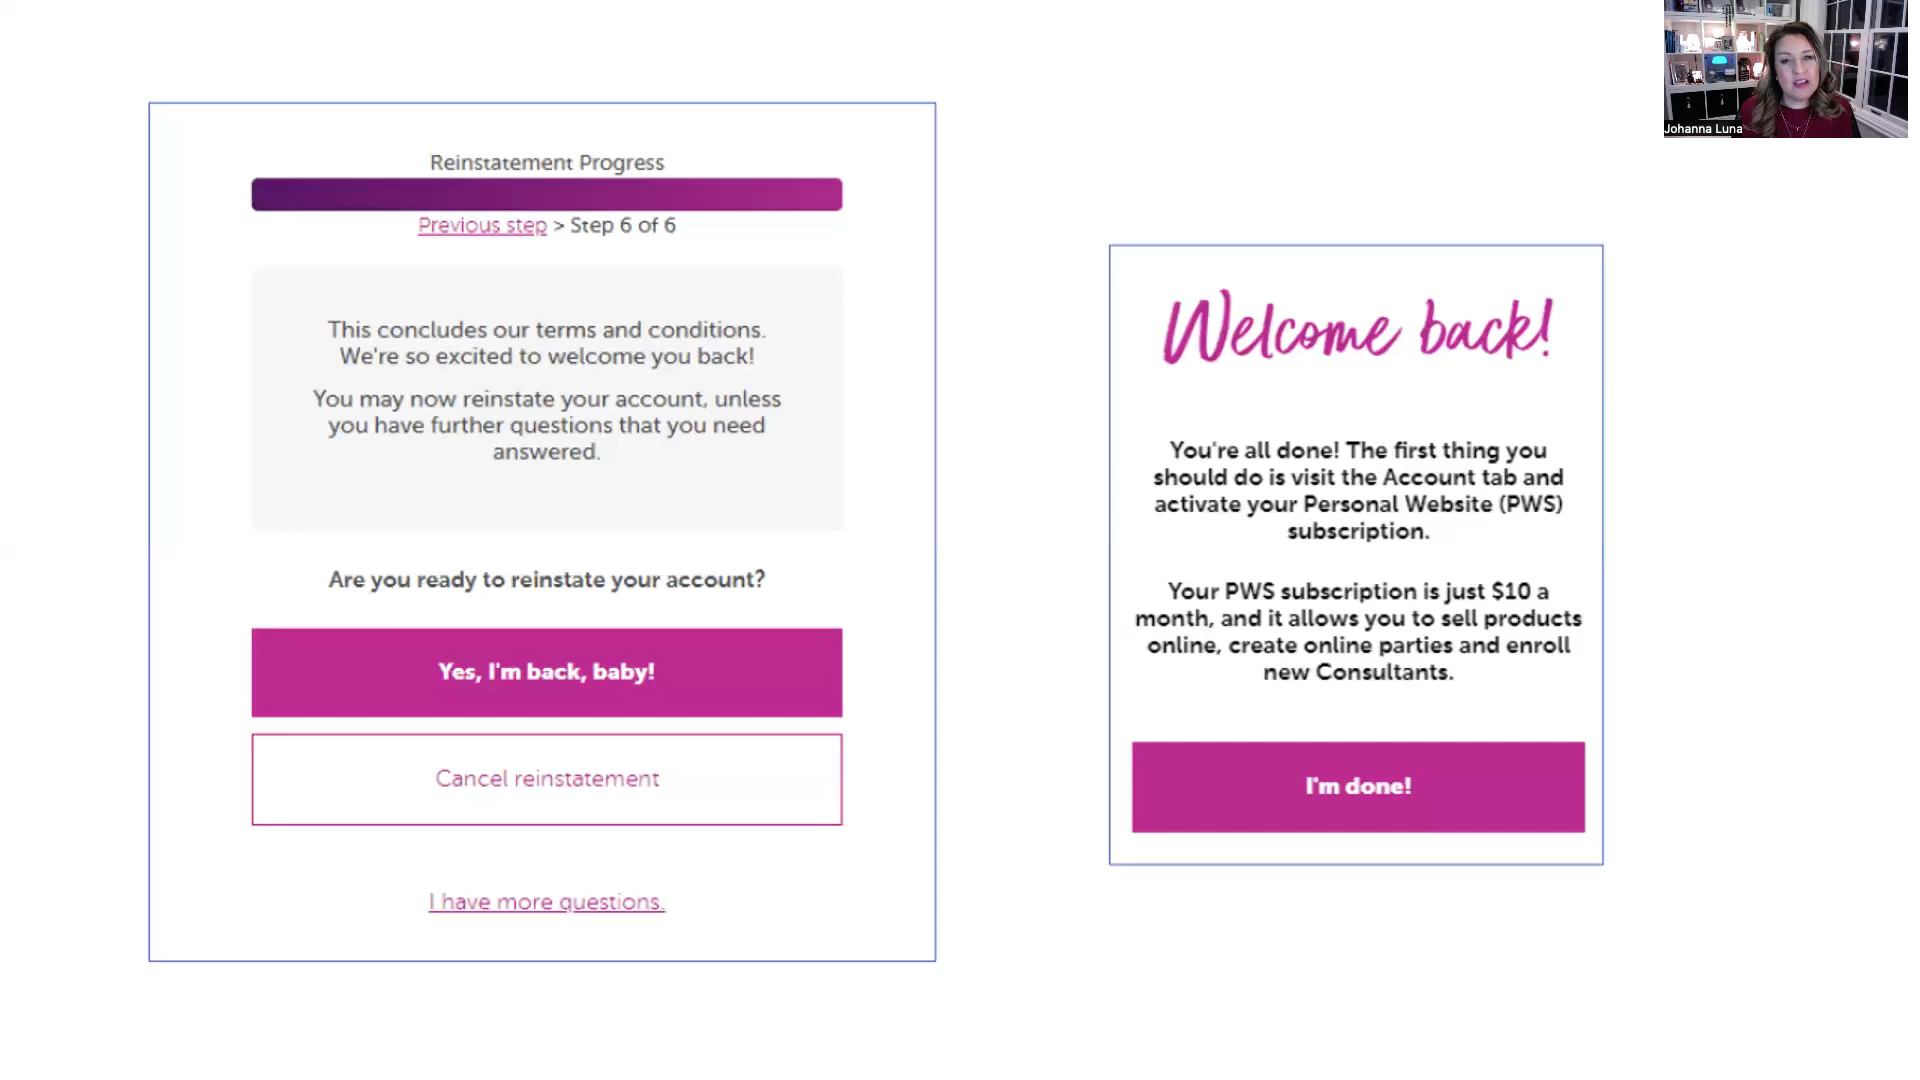 Johanna Luna
Reinstatement Progress
Previous step > Step 6 of 6
This concludes our terms and conditions.
We're so excited to welcome you back!
You may now reinstate your account, unless
you have further questions that you need
answered.
Are you ready to reinstate your account?
Yes, I'm back, baby!
Cancel reinstatement
I have more questions.
Welcome back!
You're all done! The first thing you
should do is visit the Account tab and
activate your Personal Website (PWS)
subscription.
Your PWS subscription is just $10 a
month, and it allows you to sell products
online, create online parties and enroll
new Consultants.
I'm done!